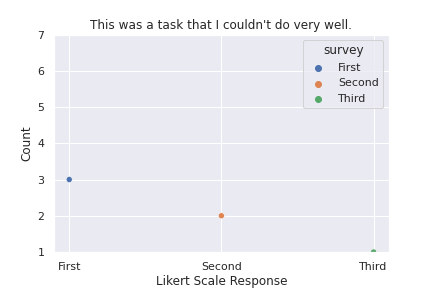 This was a task that I couldn't do very well.
7
6
5
4
3
2
1
Count
survey
First
Second
Third
First Second Third
Likert Scale Response